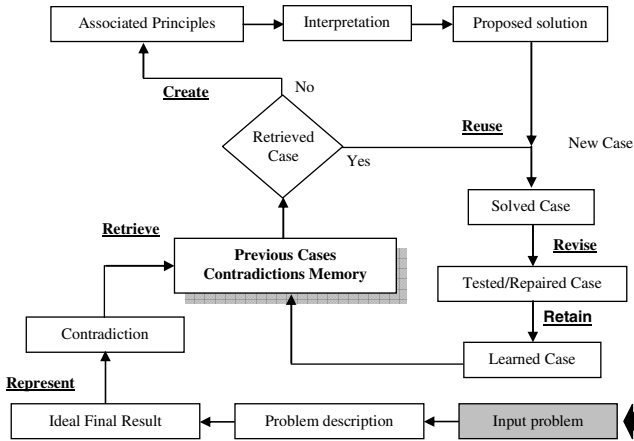 Associated Principles
Interpretation
Proposed solution
Create
No
Retrieved
Case
Yes
Reuse
New Case
Solved Case
Retrieve
Previous Cases
Contradictions Memory
Revise
Tested/Repaired Case
Retain
Contradiction
Learned Case
Represent
Ideal Final Result
Problem description
Input problem